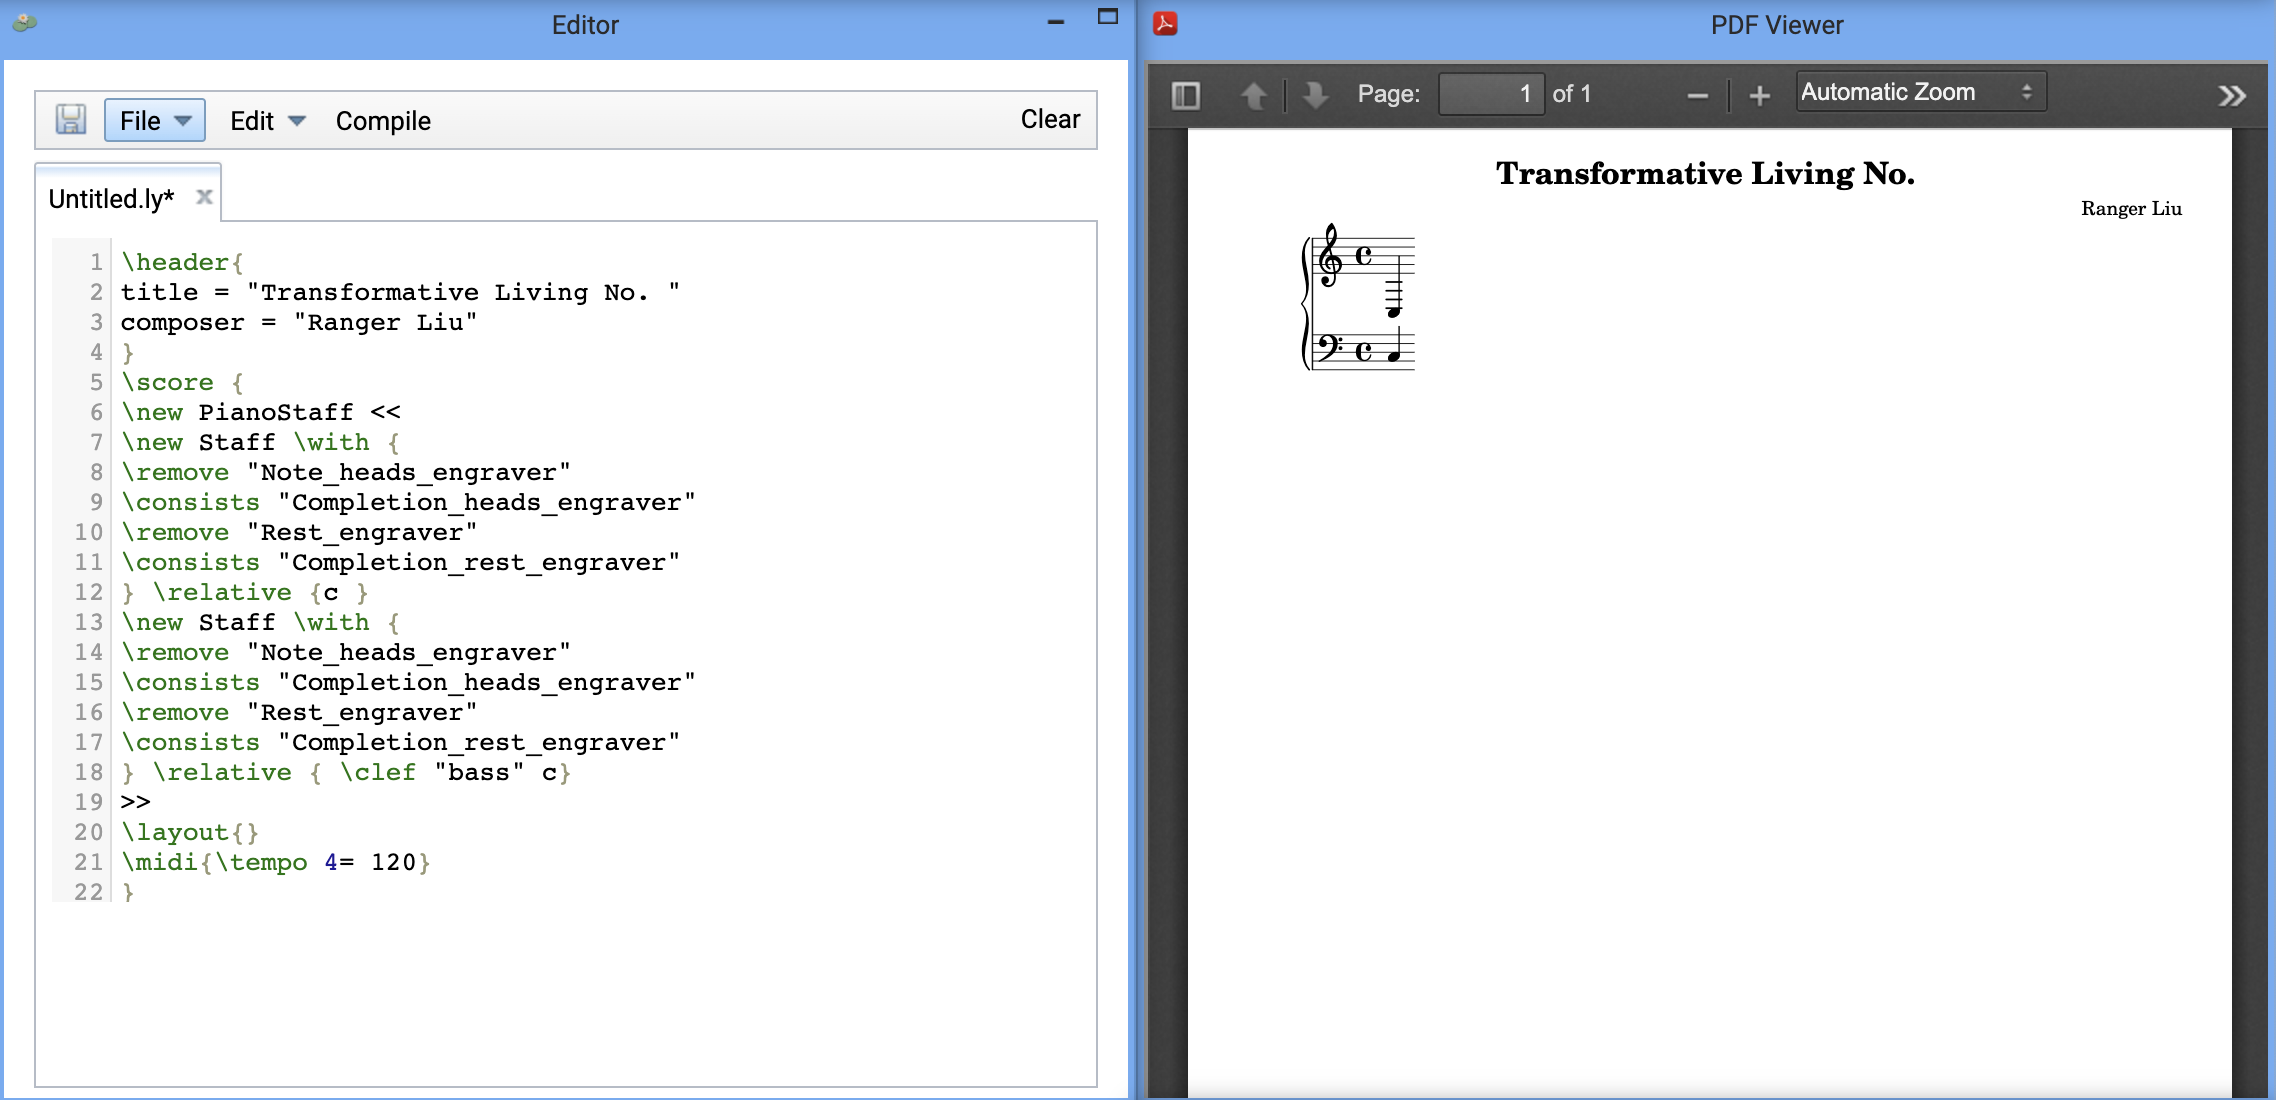 Editor
File Edit Compile Clear
Untitled.ly*
1 \header{
2 title = "Transformative Living No. "
3 composer = "Ranger Liu"
4 }
5 \score {
6 \new PianoStaff <<
7 \new Staff \with {
8 \remove "Note_heads_engraver"
9 \consists "Completion_heads_engraver"
10 \remove "Rest_engraver"
11 \consists "Completion_rest_engraver"
12 } \relative {c }
13 \new Staff \with {
14 \remove "Note_heads_engraver"
15 \consists "Completion_heads_engraver"
16 \remove "Rest_engraver"
17 \consists "Completion_rest_engraver"
18 } \relative { \clef "bass" c}
19 >>
20 \layout{}
21 \midi{\tempo 4= 120}
22 }
PDF Viewer
Page: 1 of 1 Automatic Zoom
Transformative Living No.
Ranger Liu